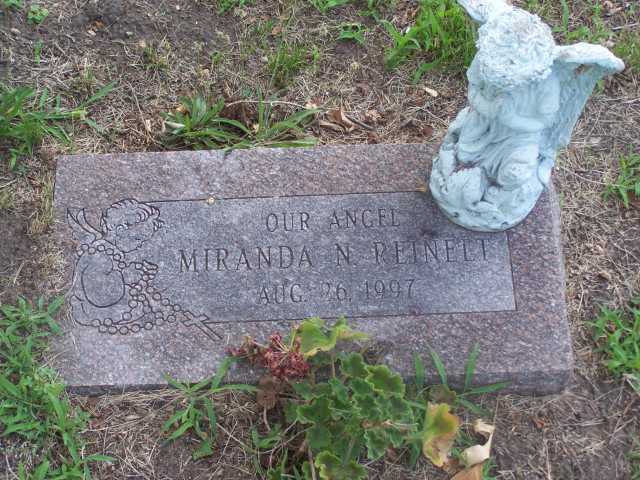 OUR ANGEL
MIRANDA N. REINELT
AUG. 26, 1997